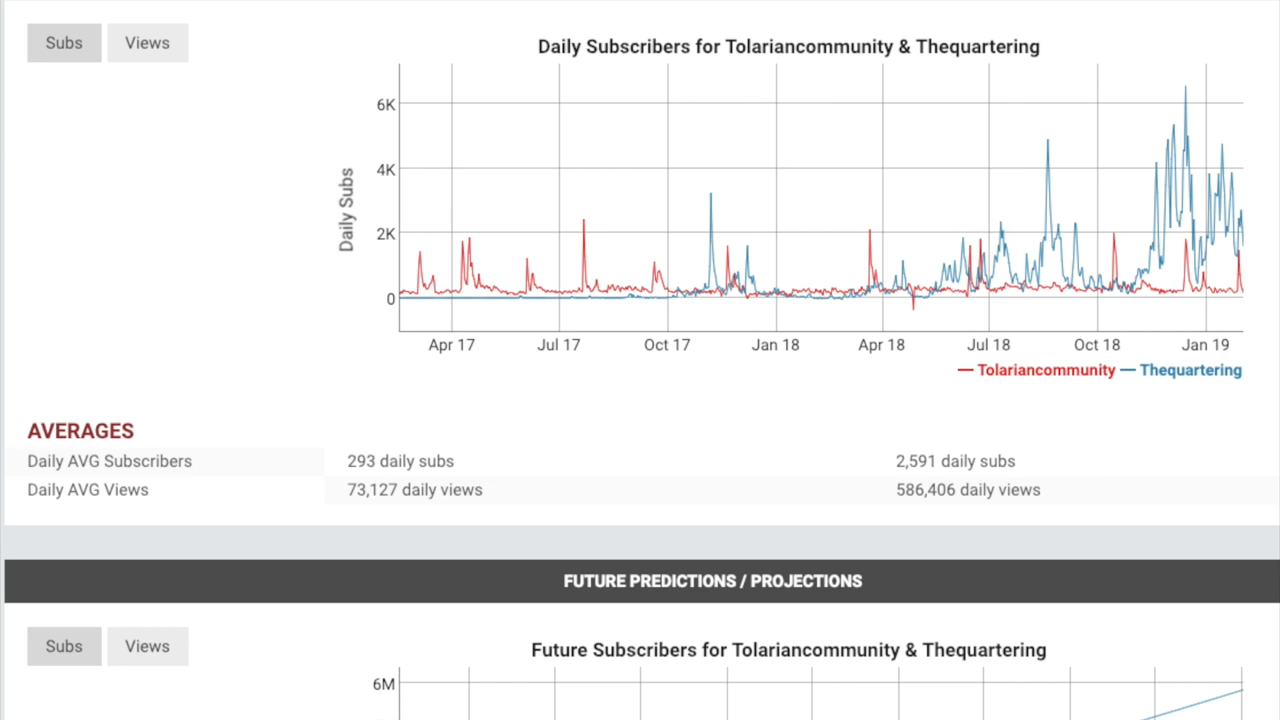 Subs Views
Daily Subscribers for Tolariancommunity & Thequartering
6K
4K
2K
0
Daily Subs
Apr 17 Jul 17 Oct 17 Jan 18 Apr 18 Jul 18 Oct 18 Jan 19
Tolariancommunity Thequartering
AVERAGES
Daily AVG Subscribers 293 daily subs 2,591 daily subs
Daily AVG Views 73,127 daily views 586,406 daily views
FUTURE PREDICTIONS / PROJECTIONS
Subs Views
Future Subscribers for Tolariancommunity & Thequartering
6M